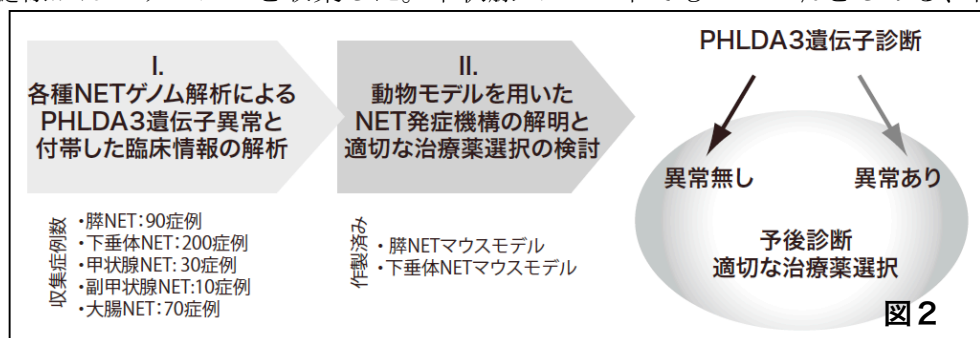 I.
各種NETゲノム解析による
PHLDA3遺伝子異常と
付帯した臨床情報の解析
収集症例数
・膵NET:90症例
・下垂体NET:200症例
・甲状腺NET: 30症例
・副甲状腺NET:10症例
・大腸NET:70症例
II.
動物モデルを用いた
NET発症機構の解明と
適切な治療薬選択の検討
作製済み
・膵NETマウスモデル
・下垂体NETマウスモデル
PHLDA3遺伝子診断
異常無し
異常あり
予後診断
適切な治療薬選択
図２